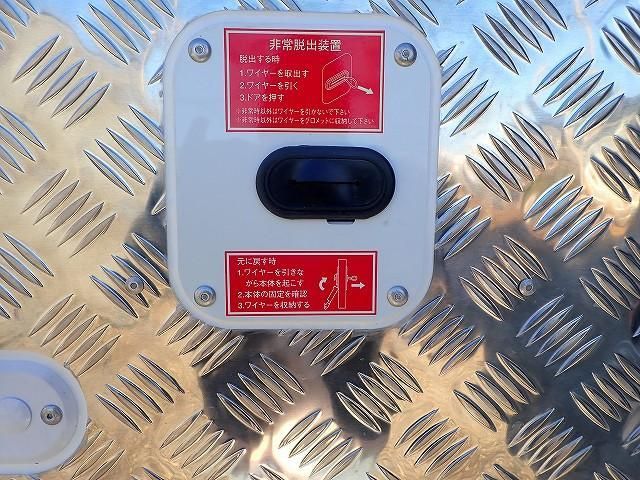 非常脱出装置
脱出する時
1.ワイヤーを取出す
2.ワイヤーを引く
3.ドアを押す
※非常時以外はワイヤーを引かないで下さい
※非常時以外はワイヤーをグロメットに収納して下さい
元に戻す時
1.ワイヤーを引きな
がら本体を起こす
2.本体の固定を確認
3.ワイヤーを収納する